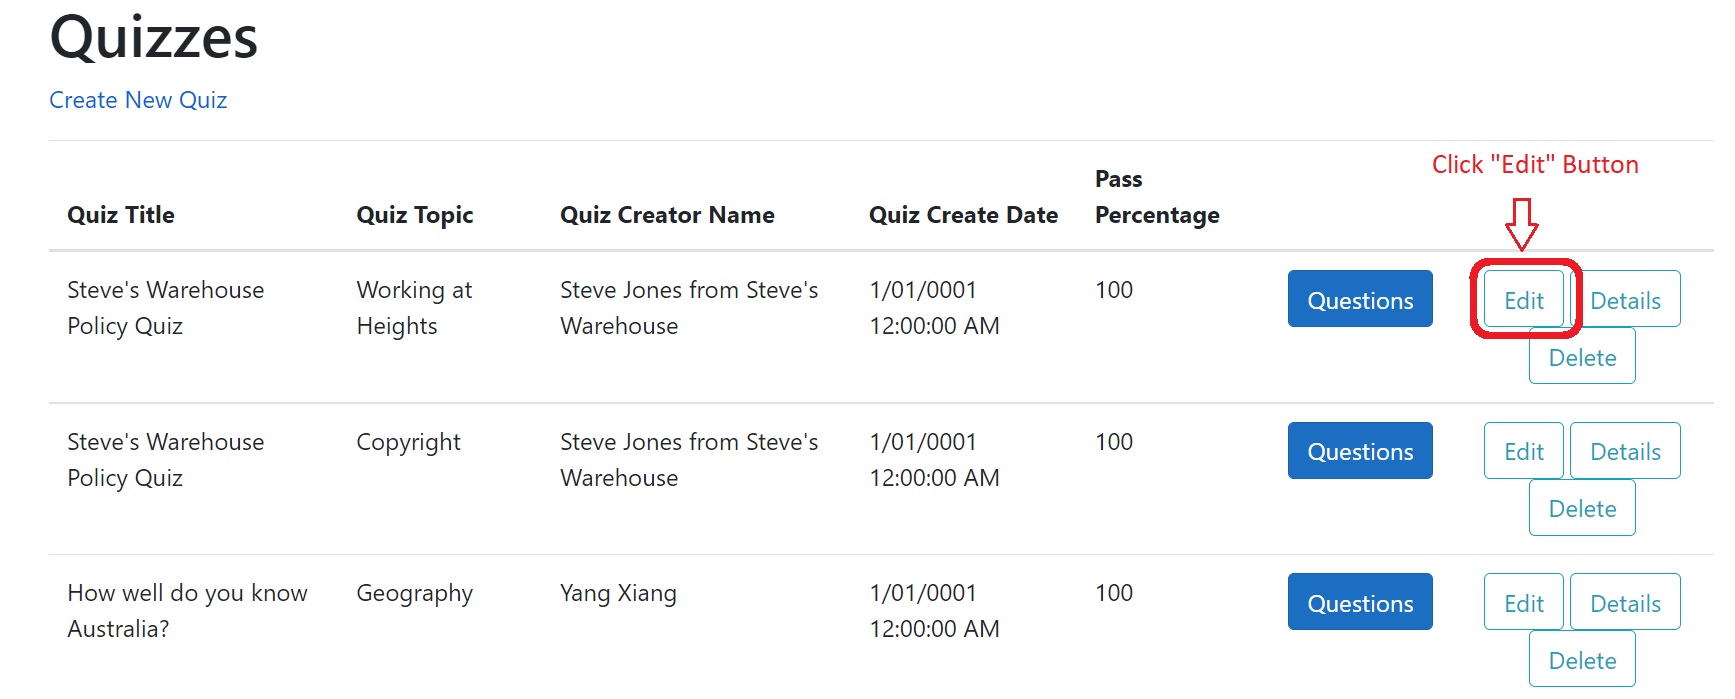 Quizzes
Create New Quiz
Click "Edit" Button
Pass
Quiz Title Quiz Topic Quiz Creator Name Quiz Create Date Percentage
Steve's Warehouse Working at Steve Jones from Steve's 1/01/0001 100 Questions Edit Details
Policy Quiz Heights Warehouse 12:00:00 AM
Delete
Steve's Warehouse Copyright Steve Jones from Steve's 1/01/0001 100 Questions Edit Details
Policy Quiz Warehouse 12:00:00 AM
Delete
How well do you know Geography Yang Xiang 1/01/0001 100 Questions Edit Details
Australia? 12:00:00 AM
Delete